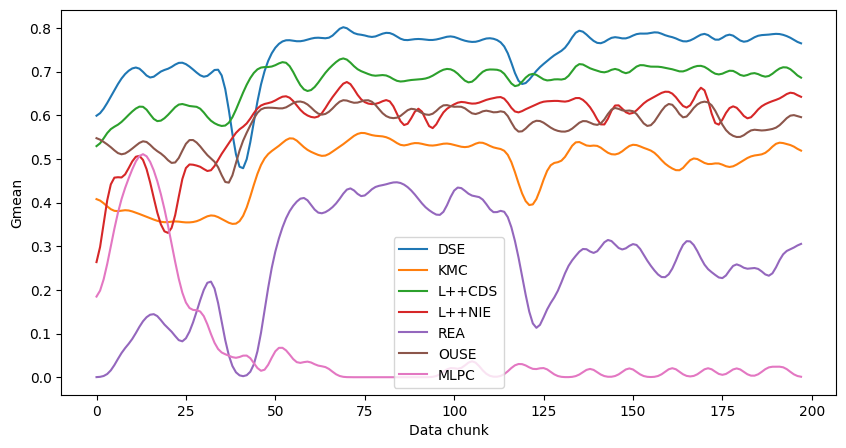 0.8
0.7
0.6
0.5
0.4
0.3
0.2
0.1
0.0
Gmean
DSE
KMC
L++CDS
L++NIE
REA
OUSE
MLPC
0 25 50 75 100 125 150 175 200
Data chunk